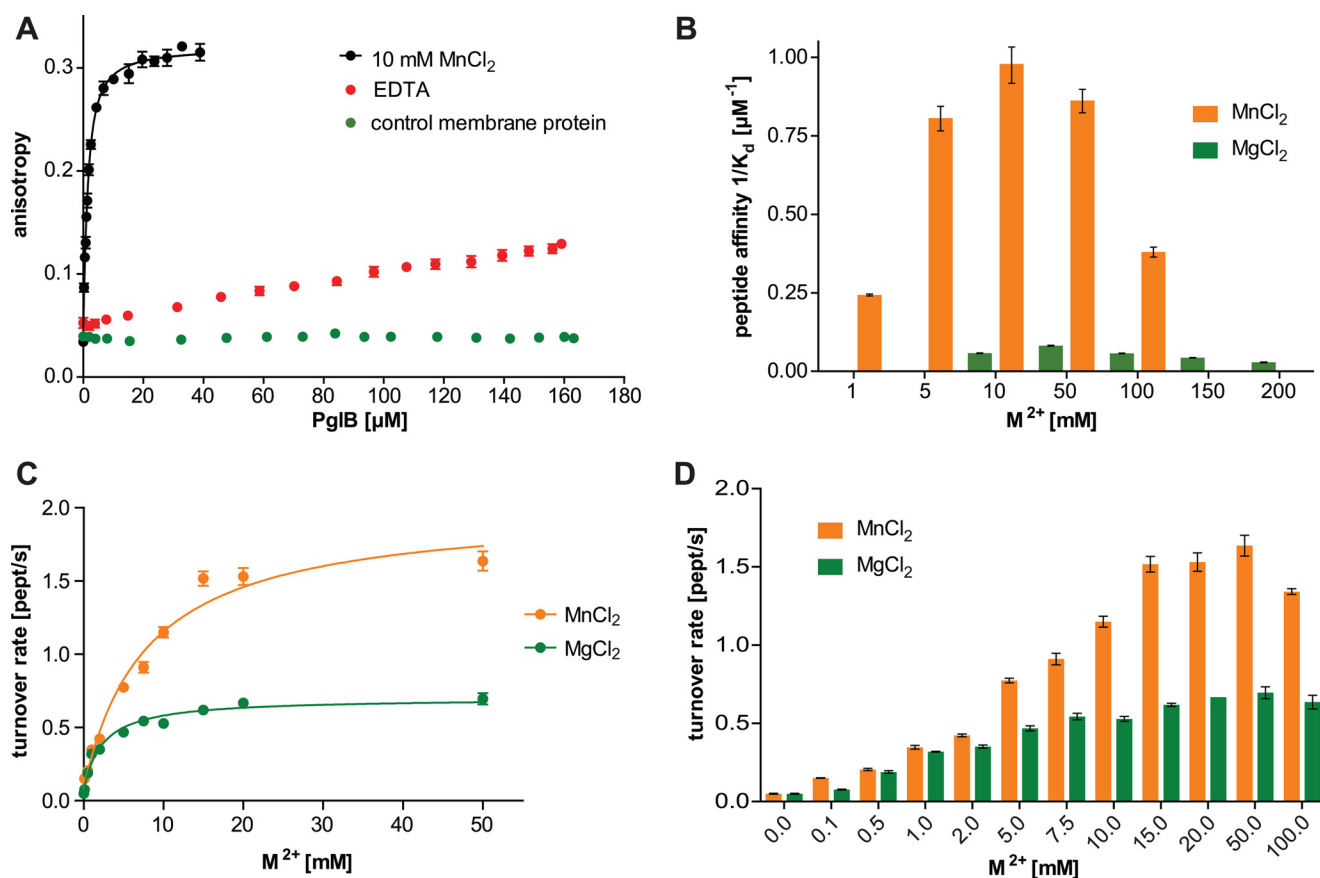 A
anisotropy
0.3
0.2
0.1
0.0
0 20 40 60 80 100 120 140 160 180
PglB [µM]
10 mM MnCl₂
EDTA
control membrane protein
B
peptide affinity 1/K_d [µM⁻¹]
1.00
0.75
0.50
0.25
0.00
1 5 10 50 100 150 200
M²⁺ [mM]
MnCl₂
MgCl₂
C
turnover rate [pept/s]
2.0
1.5
1.0
0.5
0.0
0 10 20 30 40 50
M²⁺ [mM]
MnCl₂
MgCl₂
D
turnover rate [pept/s]
2.0
1.5
1.0
0.5
0.0
0.0 0.1 0.5 1.0 2.0 5.0 7.5 10.0 15.0 20.0 50.0 100.0
M²⁺ [mM]
MnCl₂
MgCl₂